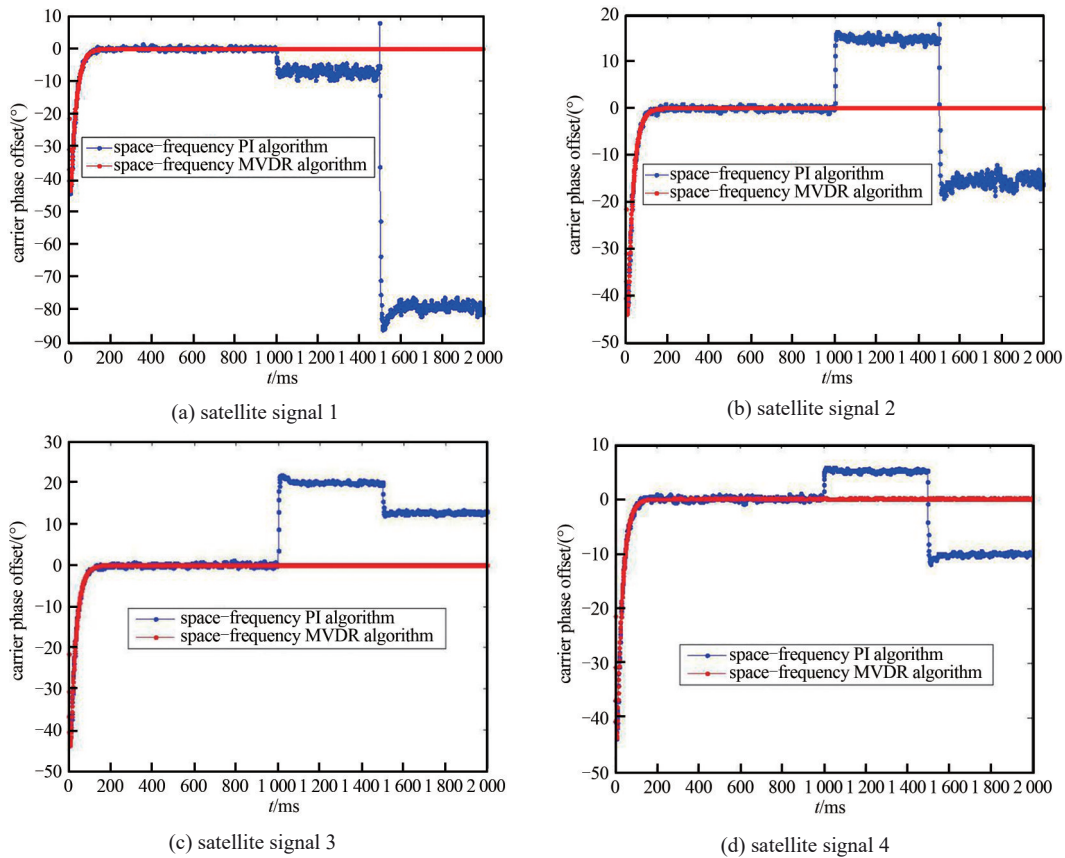 10
0
−10
−20
−30
−40
−50
−60
−70
−80
−90
carrier phase offset/(°)
space−frequency PI algorithm
space−frequency MVDR algorithm
0 200 400 600 800 1 000 1 200 1 400 1 600 1 800 2 000
t/ms
(a) satellite signal 1
20
10
0
−10
−20
−30
−40
−50
carrier phase offset/(°)
space−frequency PI algorithm
space−frequency MVDR algorithm
0 200 400 600 800 1 000 1 200 1 400 1 600 1 800 2 000
t/ms
(b) satellite signal 2
30
20
10
0
−10
−20
−30
−40
−50
carrier phase offset/(°)
space−frequency PI algorithm
space−frequency MVDR algorithm
0 200 400 600 800 1 000 1 200 1 400 1 600 1 800 2 000
t/ms
(c) satellite signal 3
10
0
−10
−20
−30
−40
−50
carrier phase offset/(°)
space−frequency PI algorithm
space−frequency MVDR algorithm
0 200 400 600 800 1 000 1 200 1 400 1 600 1 800 2 000
t/ms
(d) satellite signal 4